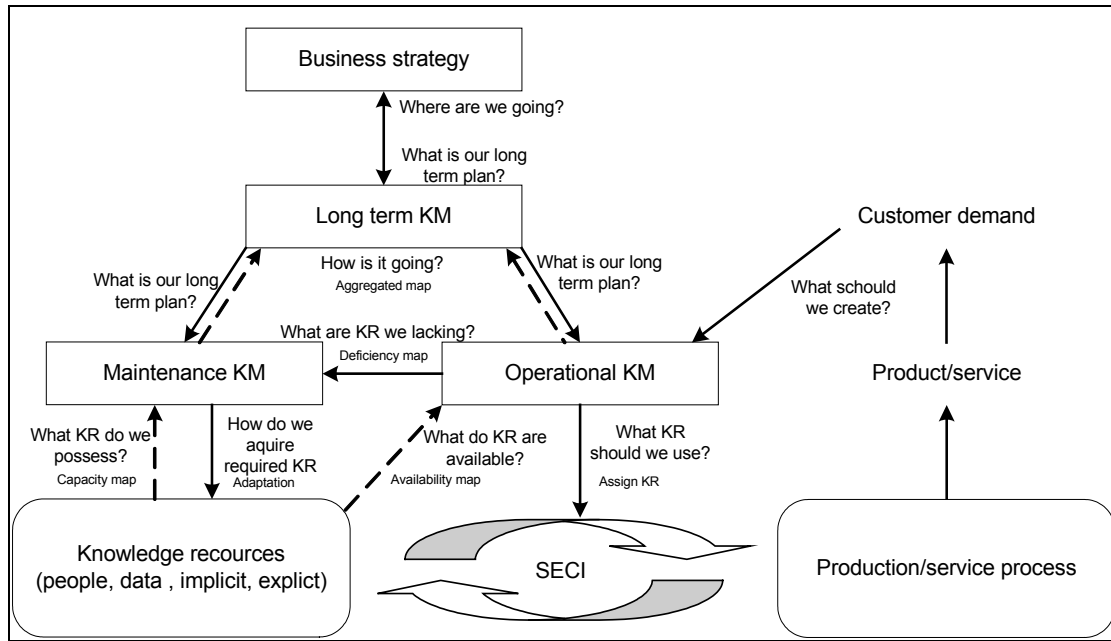 Business strategy
Where are we going?
What is our long
term plan?
Long term KM
Customer demand
What is our long
term plan?
How is it going?
Aggregated map
What is our long
term plan?
What schould
we create?
What are KR we lacking?
Deficiency map
Maintenance KM
Operational KM
Product/service
What KR do we
possess?
Capacity map
How do we
aquire
required KR
Adaptation
What do KR are
available?
Availability map
What KR
should we use?
Assign KR
Knowledge recources
(people, data , implicit, explict)
SECI
Production/service process